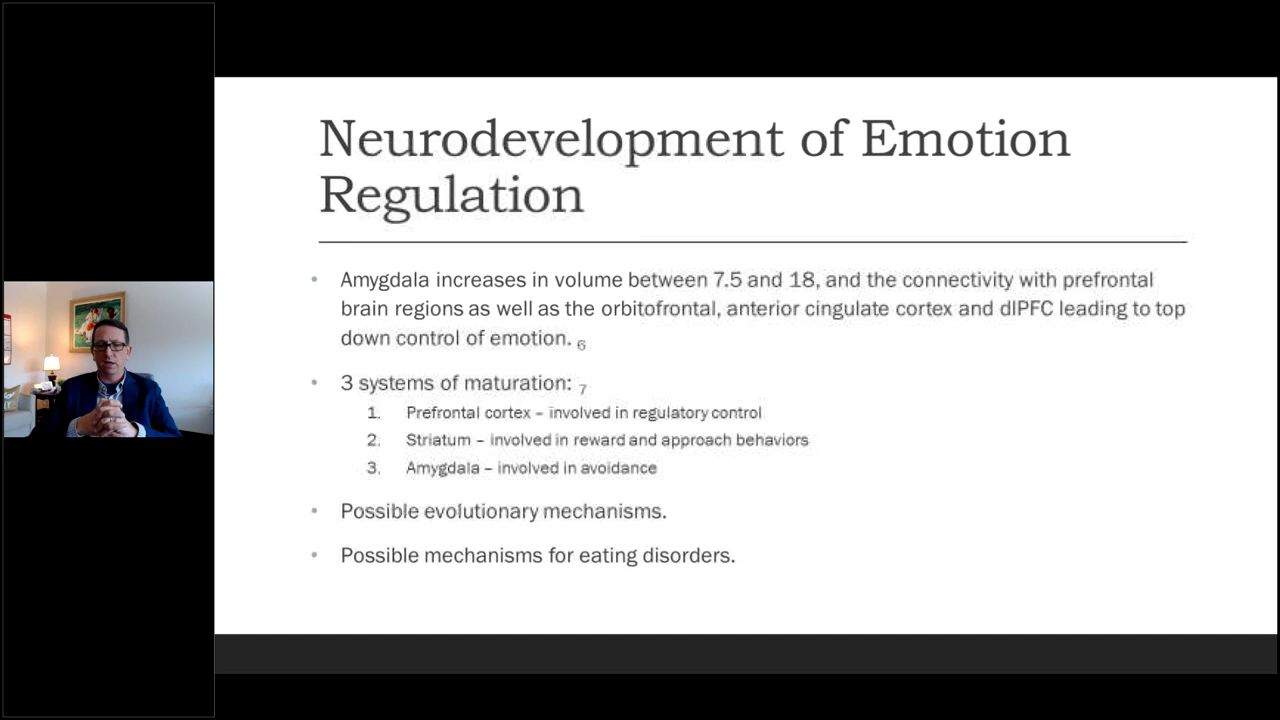 Neurodevelopment of Emotion
Regulation
• Amygdala increases in volume between 7.5 and 18, and the connectivity with prefrontal
brain regions as well as the orbitofrontal, anterior cingulate cortex and dlPFC leading to top
down control of emotion. 6
• 3 systems of maturation: 7
1. Prefrontal cortex – involved in regulatory control
2. Striatum – involved in reward and approach behaviors
3. Amygdala – involved in avoidance
• Possible evolutionary mechanisms.
• Possible mechanisms for eating disorders.